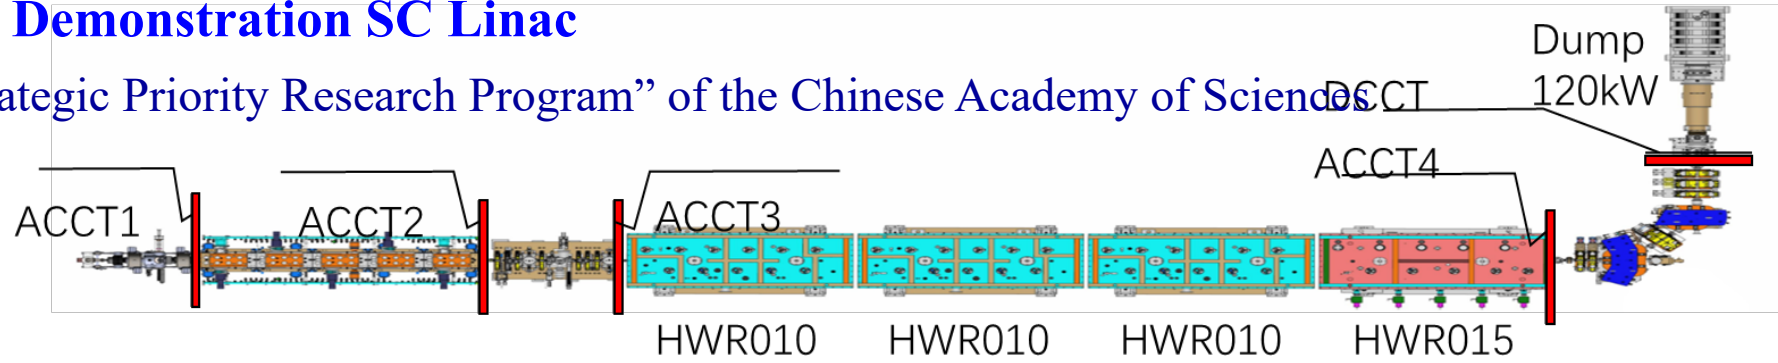 Demonstration SC Linac
ategic Priority Research Program” of the Chinese Academy of Sciences
Dump
120kW
DCCT
ACCT4
ACCT1
ACCT2
ACCT3
HWR010
HWR010
HWR010
HWR015